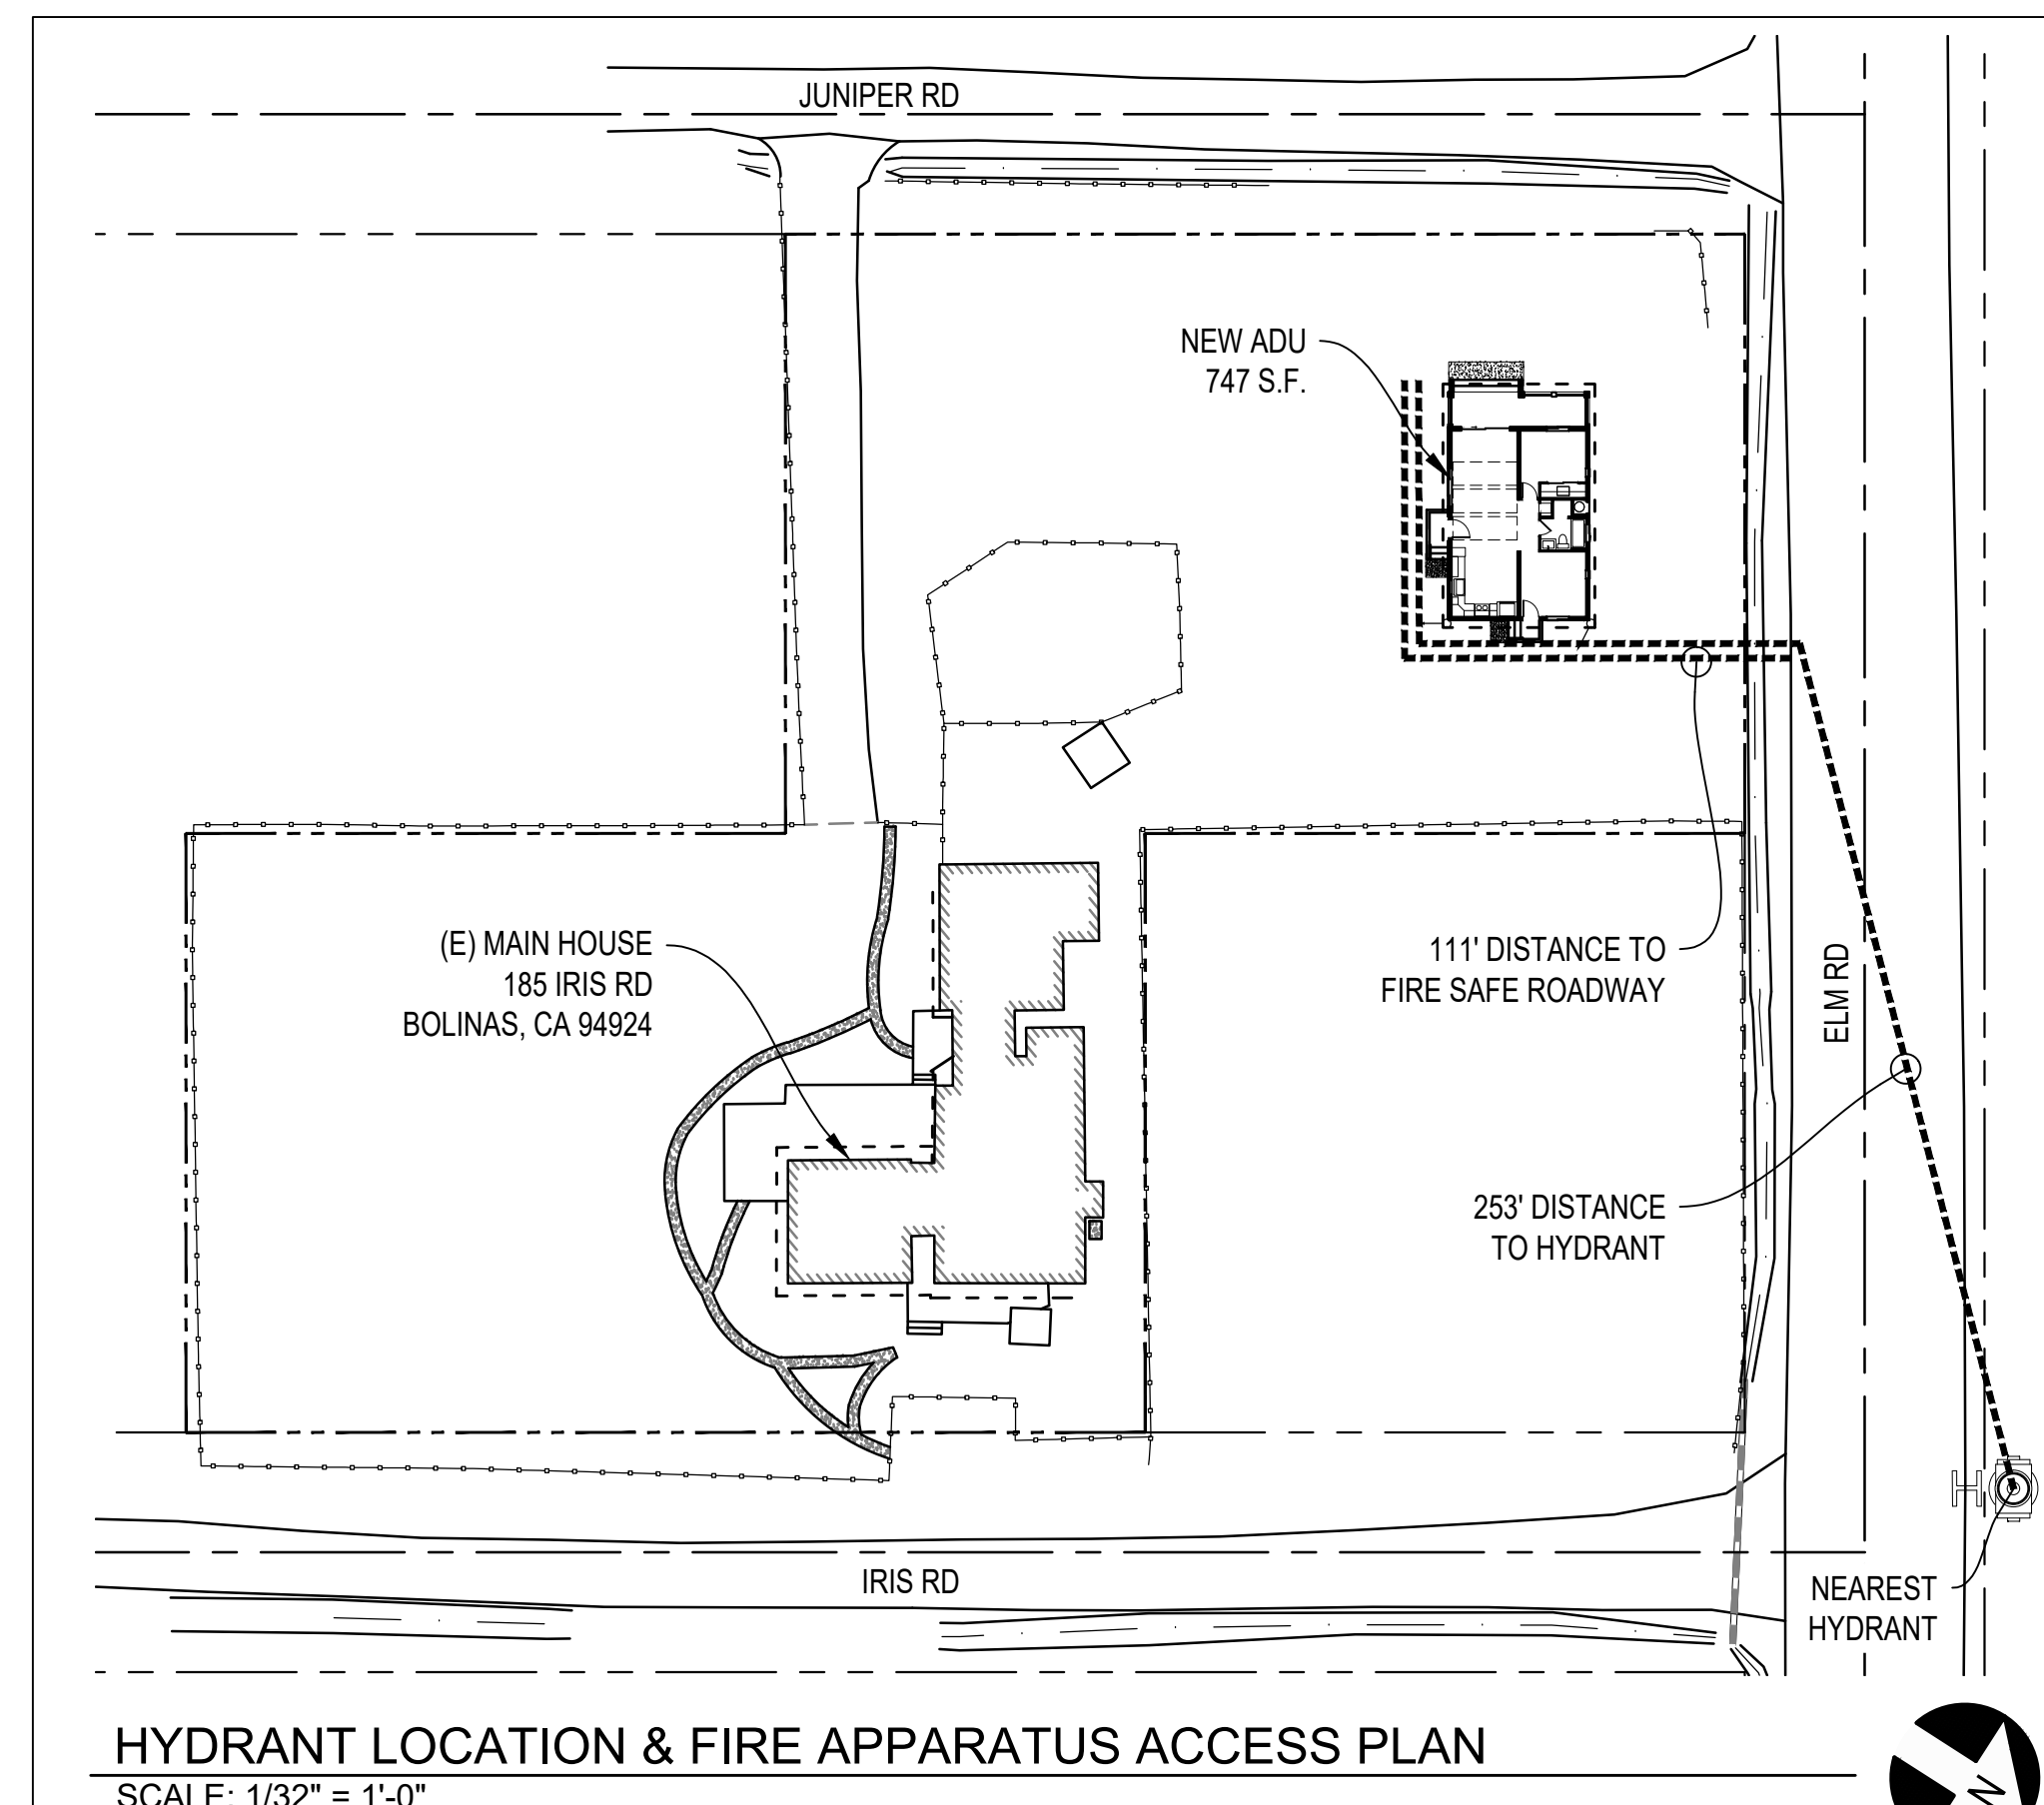 JUNIPER RD
NEW ADU
747 S.F.
(E) MAIN HOUSE
185 IRIS RD
BOLINAS, CA 94924
111' DISTANCE TO
FIRE SAFE ROADWAY
ELM RD
253' DISTANCE
TO HYDRANT
H
IRIS RD
NEAREST
HYDRANT
HYDRANT LOCATION & FIRE APPARATUS ACCESS PLAN
SCALE: 1/32" = 1'-0"
N